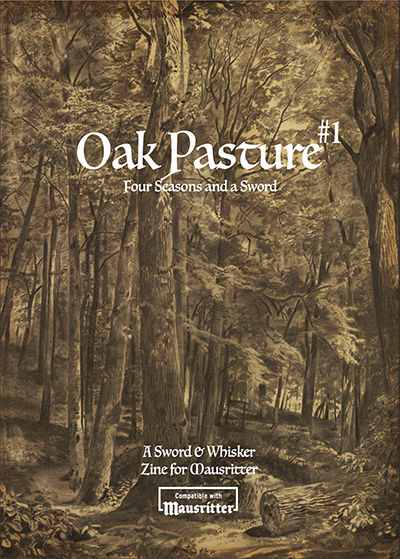 Oak Pasture #1
Four Seasons and a Sword
A Sword & Whisker
Zine for Mausritter
Compatible with
Mausritter